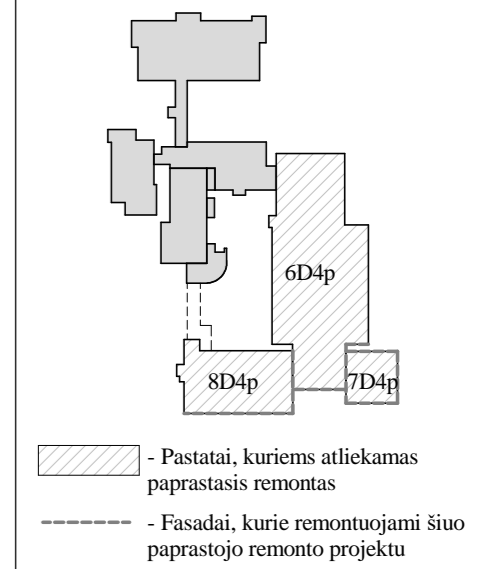 6D4p
8D4p
7D4p
- Pastatai, kuriems atliekamas
paprastasis remontas
- Fasadai, kurie remontuojami šiuo
paprastojo remonto projektu